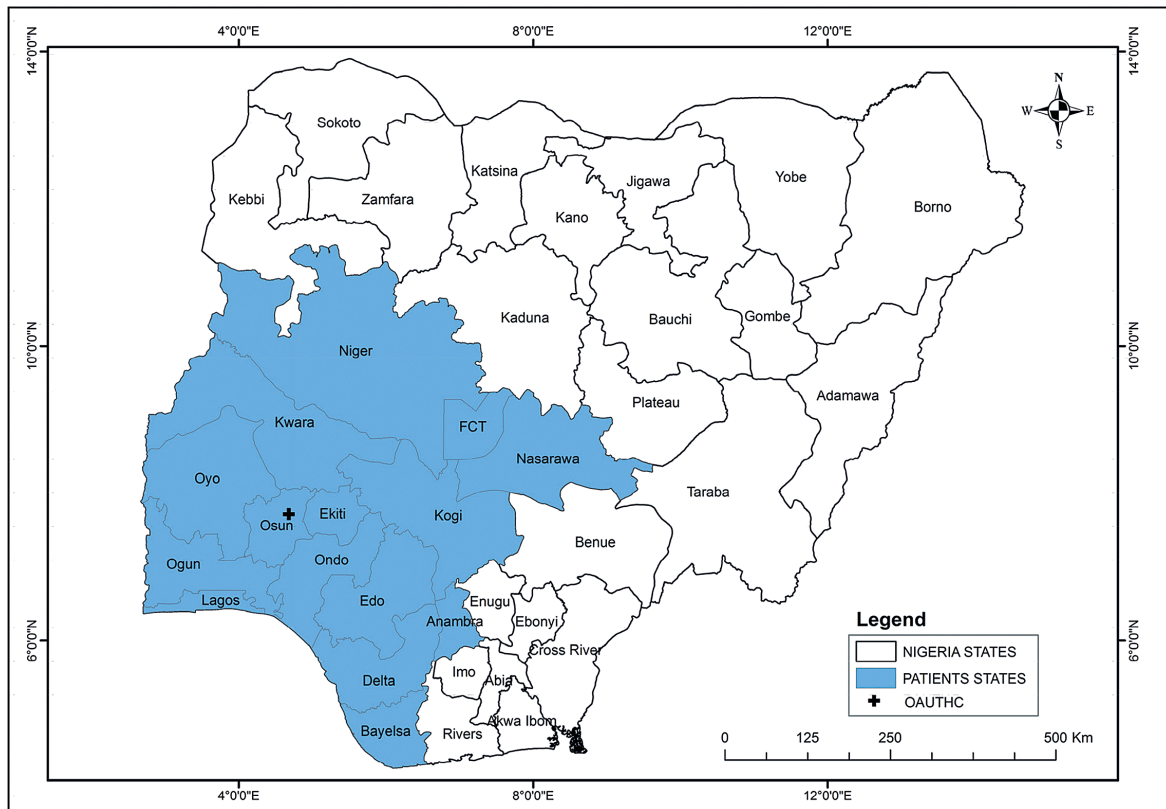 4°0'0"E 8°0'0"E 12°0'0"E
14°0'0"N 14°0'0"N
N
W E
S
Sokoto
Katsina
Jigawa
Yobe
Kebbi
Zamfara
Borno
Kano
Kaduna
Bauchi
Gombe
10°0'0"N 10°0'0"N
Niger
Adamawa
Plateau
Kwara
FCT
Nasarawa
Oyo
Taraba
Osun
Ekiti
Kogi
Benue
Ogun
Ondo
Lagos
Edo
Enugu
Anambra
Ebonyi
Cross River
6°0'0"N 6°0'0"N
Imo
Abia
Delta
Akwa Ibom
Bayelsa
Rivers
Legend
NIGERIA STATES
PATIENTS STATES
OAUTHC
0 125 250 500 Km
4°0'0"E 8°0'0"E 12°0'0"E